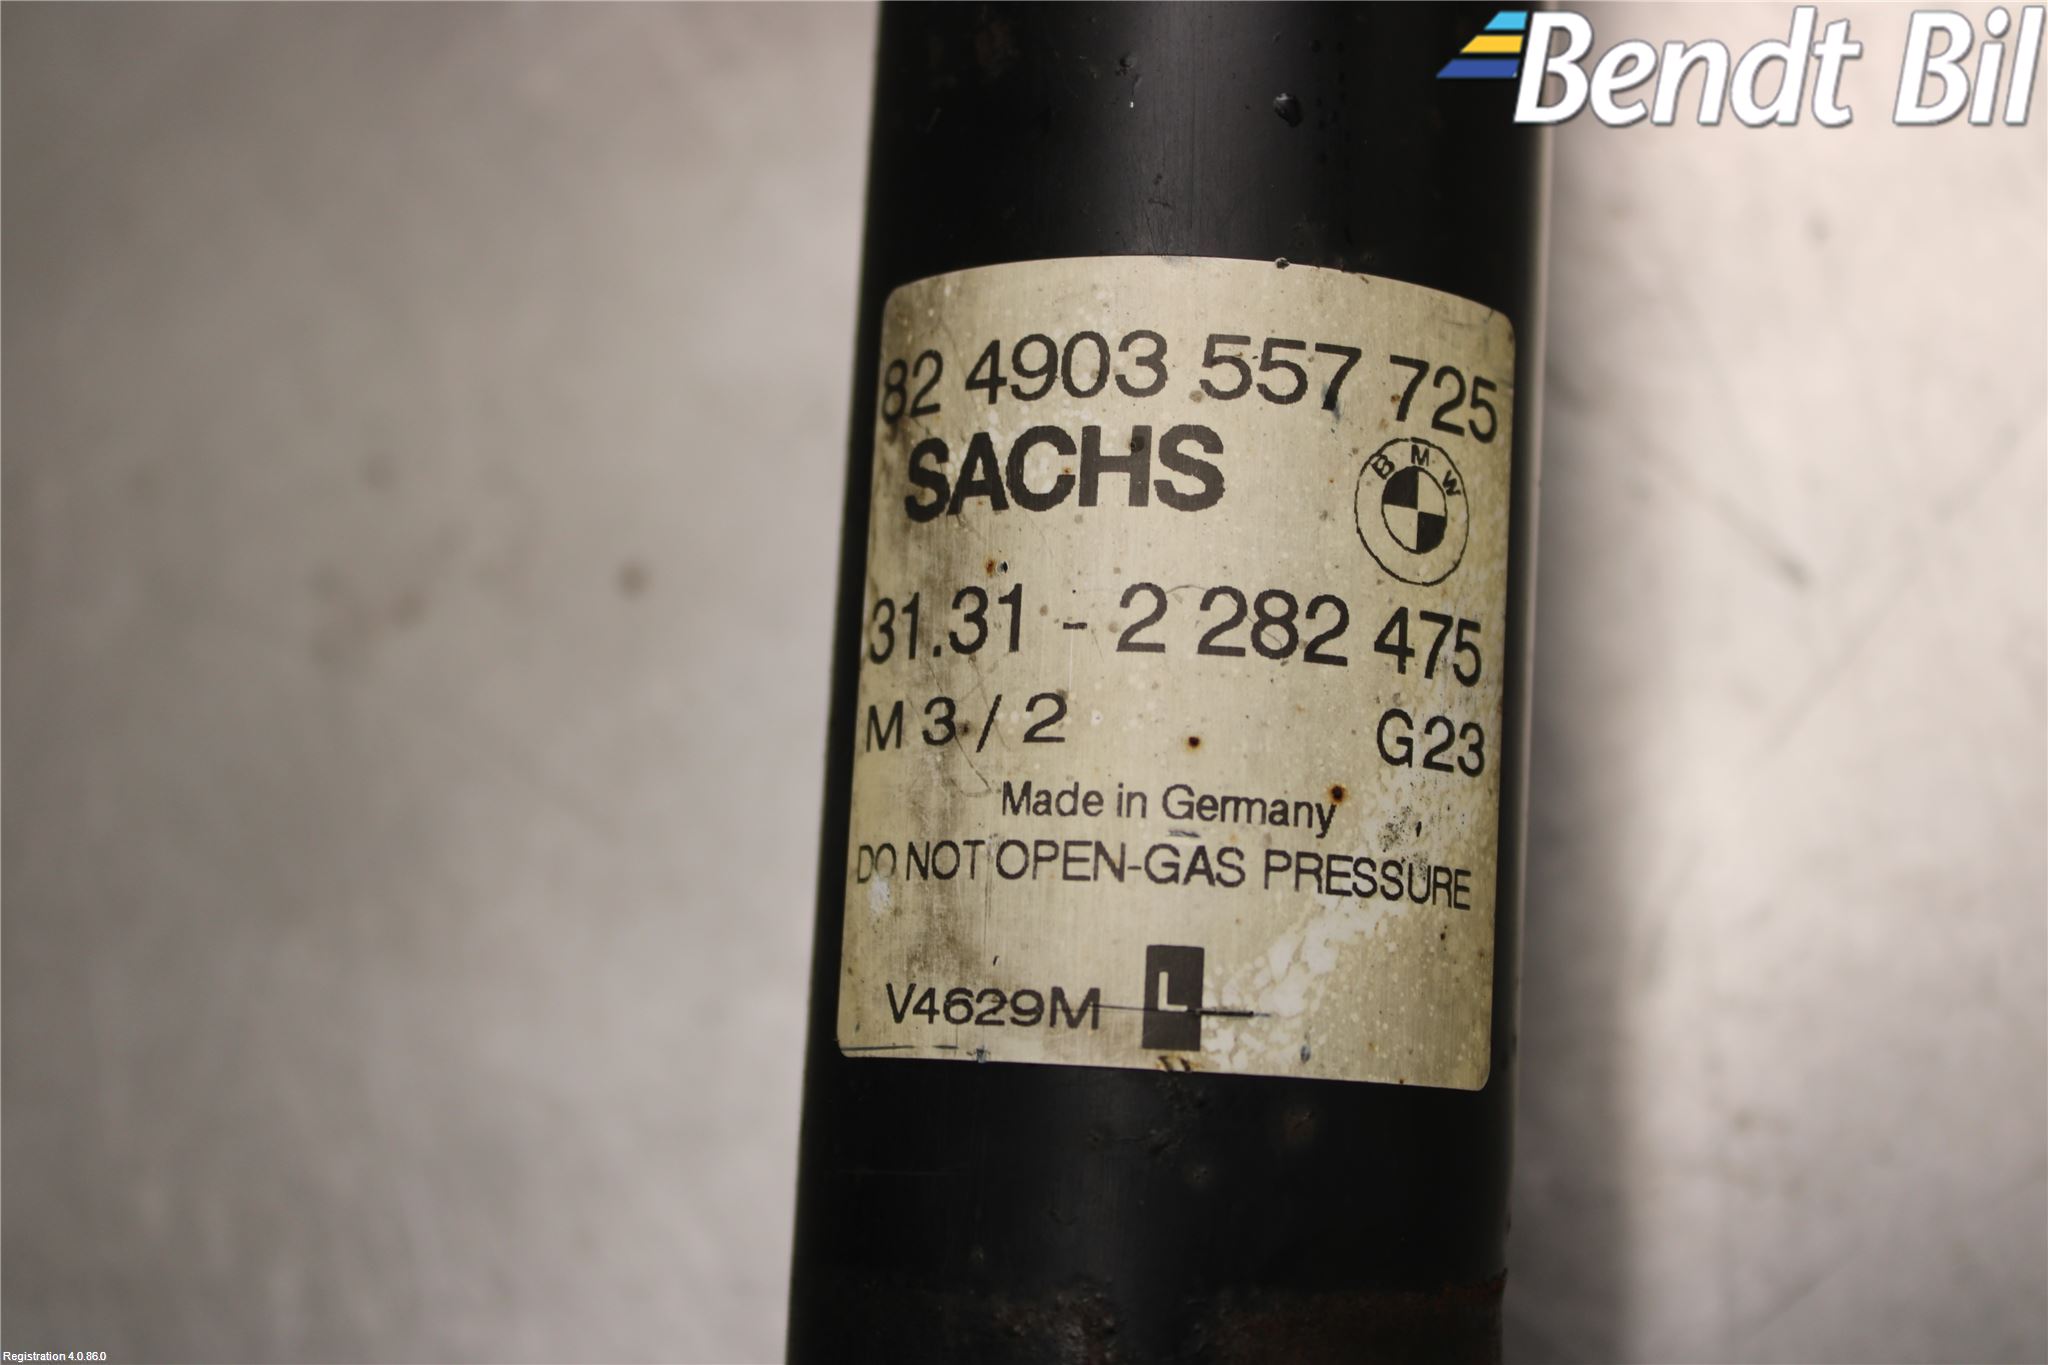 Bendt Bil
82 4903 557 725
SACHS
BMW
31.31 - 2 282 475
M 3 / 2 G23
Made in Germany
DO NOT OPEN-GAS PRESSURE
V4629M L
Registration 4.0.86.0